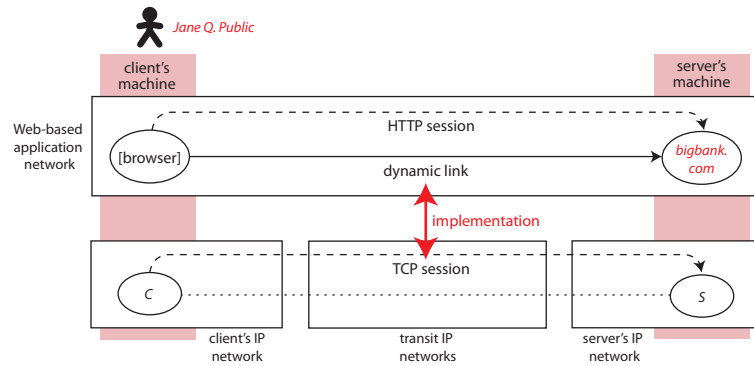 Jane Q. Public
client's
machine
server's
machine
Web-based
application
network
HTTP session
[browser]
bigbank.
com
dynamic link
implementation
TCP session
C
S
client's IP
network
transit IP
networks
server's IP
network